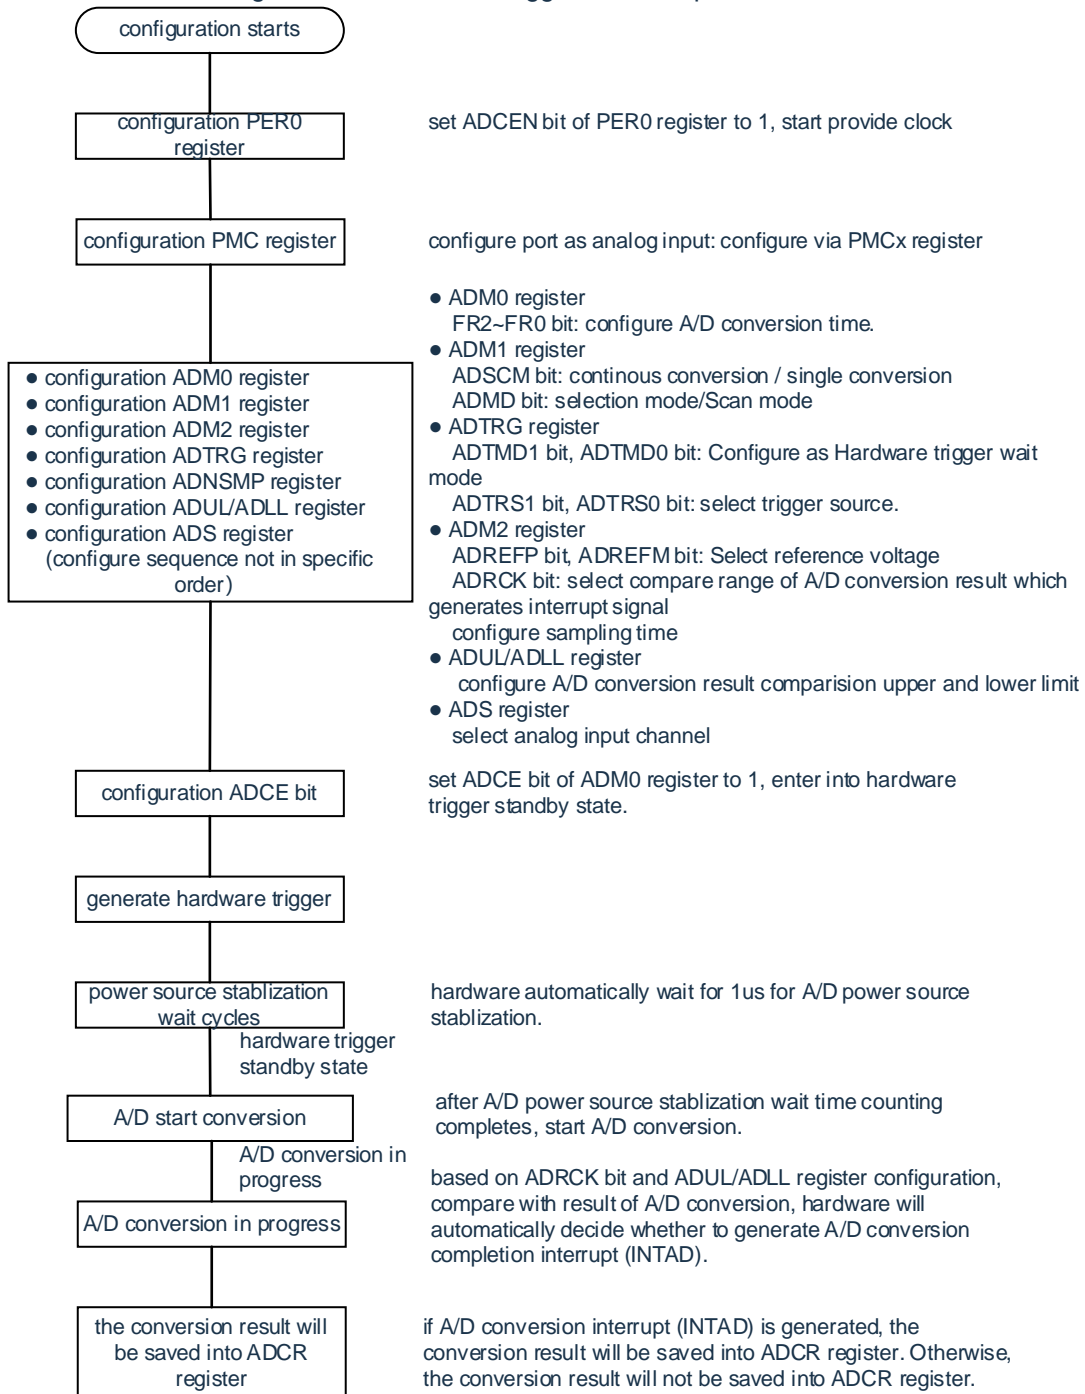 configuration starts
configuration PER0
register
set ADCEN bit of PER0 register to 1, start provide clock
configuration PMC register
configure port as analog input: configure via PMCx register
● configuration ADM0 register
● configuration ADM1 register
● configuration ADM2 register
● configuration ADTRG register
● configuration ADNSMP register
● configuration ADUL/ADLL register
● configuration ADS register
(configure sequence not in specific
order)
● ADM0 register
FR2~FR0 bit: configure A/D conversion time.
● ADM1 register
ADSCM bit: continous conversion / single conversion
ADMD bit: selection mode/Scan mode
● ADTRG register
ADTMD1 bit, ADTMD0 bit: Configure as Hardware trigger wait
mode
ADTRS1 bit, ADTRS0 bit: select trigger source.
● ADM2 register
ADREFP bit, ADREFM bit: Select reference voltage
ADRCK bit: select compare range of A/D conversion result which
generates interrupt signal
configure sampling time
● ADUL/ADLL register
configure A/D conversion result comparision upper and lower limit
● ADS register
select analog input channel
configuration ADCE bit
set ADCE bit of ADM0 register to 1, enter into hardware
trigger standby state.
generate hardware trigger
power source stablization
wait cycles
hardware automatically wait for 1us for A/D power source
stablization.
hardware trigger
standby state
A/D start conversion
after A/D power source stablization wait time counting
completes, start A/D conversion.
A/D conversion in
progress
A/D conversion in progress
based on ADRCK bit and ADUL/ADLL register configuration,
compare with result of A/D conversion, hardware will
automatically decide whether to generate A/D conversion
completion interrupt (INTAD).
the conversion result will
be saved into ADCR
register
if A/D conversion interrupt (INTAD) is generated, the
conversion result will be saved into ADCR register. Otherwise,
the conversion result will not be saved into ADCR register.